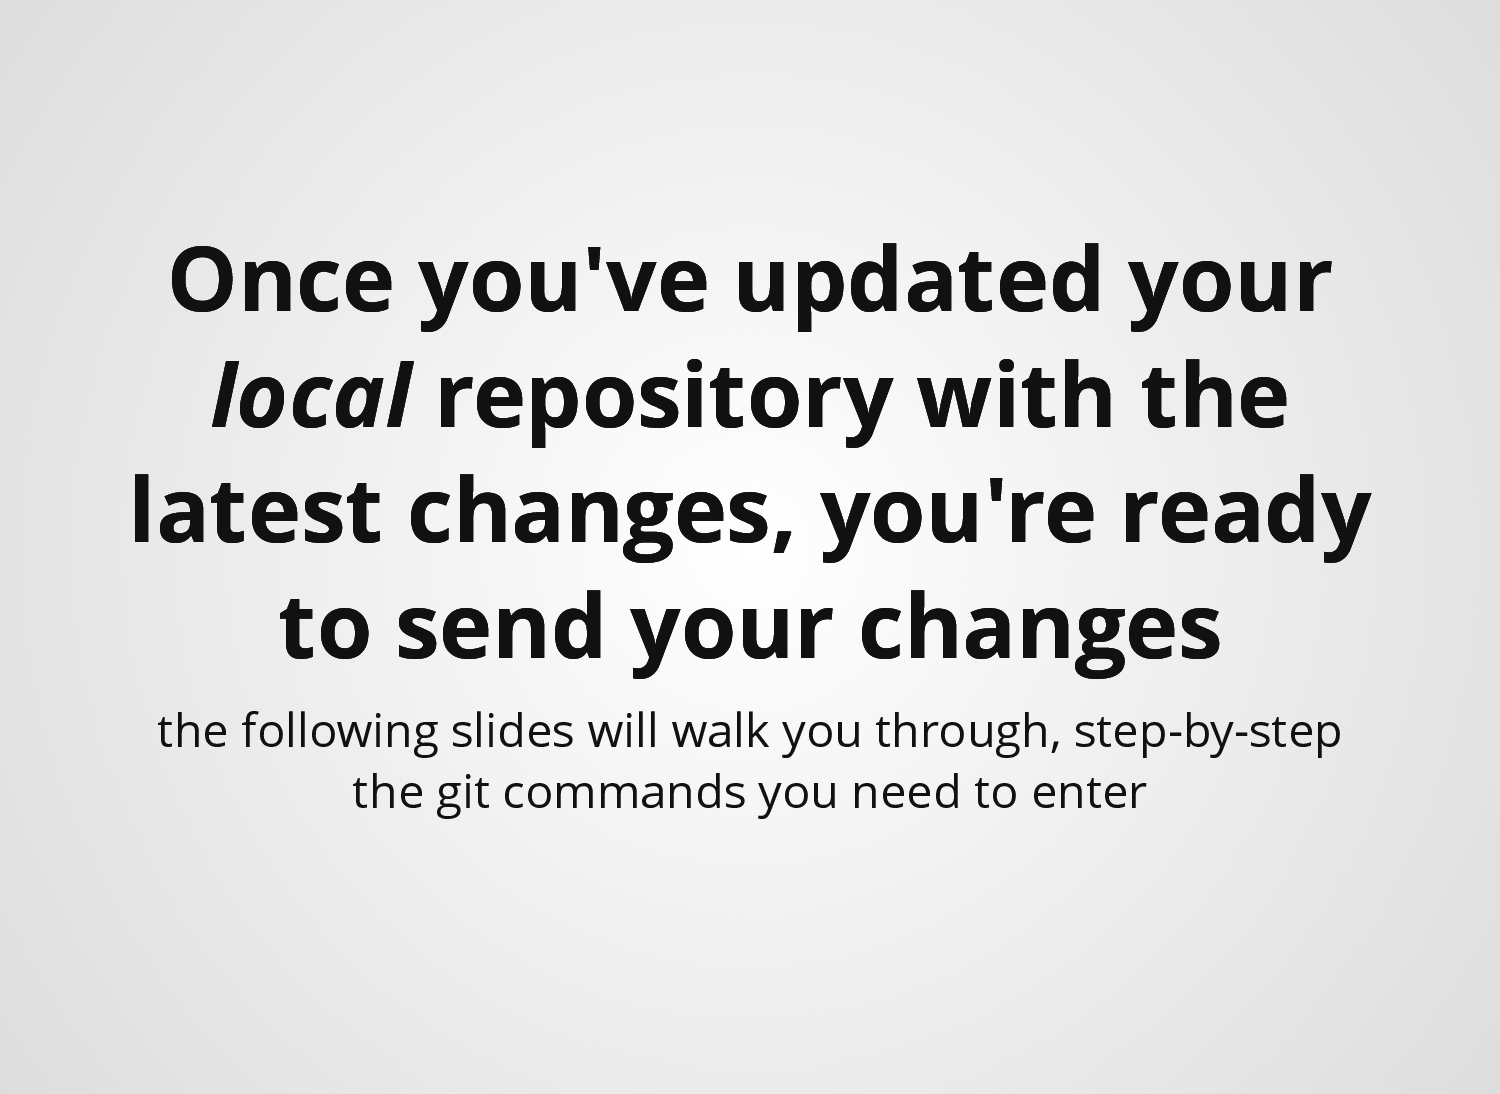 Once you've updated your
local repository with the
latest changes, you're ready
to send your changes
the following slides will walk you through, step-by-step
the git commands you need to enter